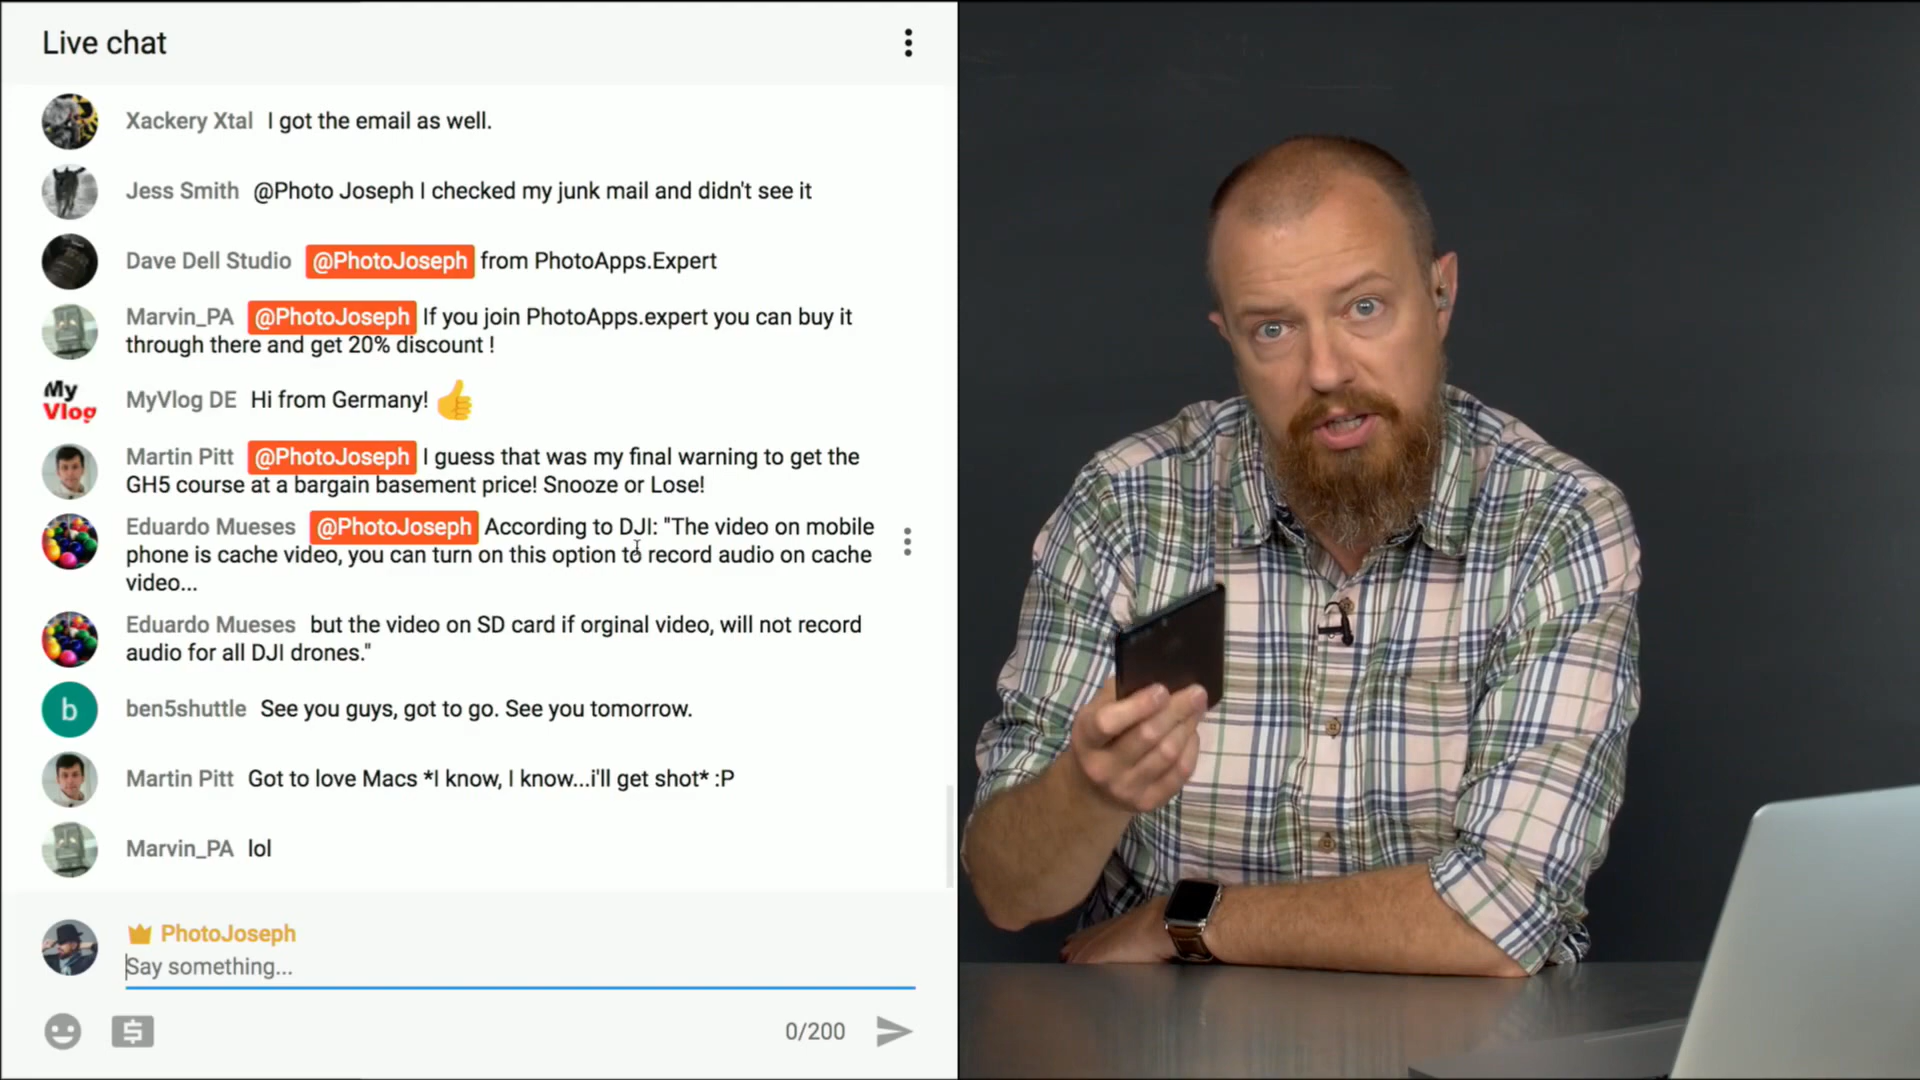 Live chat
Xackery Xtal I got the email as well.
Jess Smith @Photo Joseph I checked my junk mail and didn't see it
Dave Dell Studio @PhotoJoseph from PhotoApps.Expert
Marvin_PA @PhotoJoseph If you join PhotoApps.expert you can buy it
through there and get 20% discount !
My
Vlog
MyVlog DE Hi from Germany!
Martin Pitt @PhotoJoseph I guess that was my final warning to get the
GH5 course at a bargain basement price! Snooze or Lose!
Eduardo Mueses @PhotoJoseph According to DJI: "The video on mobile
phone is cache video, you can turn on this option to record audio on cache
video...
Eduardo Mueses but the video on SD card if orginal video, will not record
audio for all DJI drones."
b
ben5shuttle See you guys, got to go. See you tomorrow.
Martin Pitt Got to love Macs *I know, I know...i'll get shot* :P
Marvin_PA lol
PhotoJoseph
Say something...
$
0/200